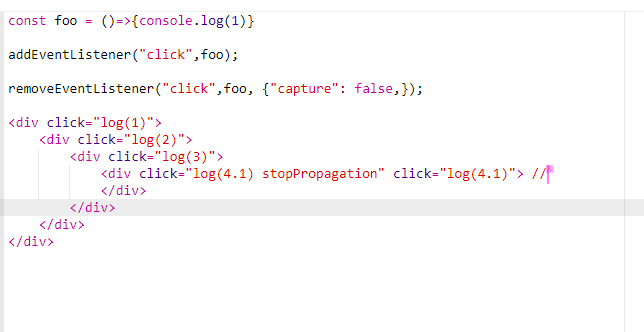 const foo = ()=>{console.log(1)}
addEventListener("click",foo);
removeEventListener("click",foo, {"capture": false,});
<div click="log(1)">
<div click="log(2)">
<div click="log(3)">
<div click="log(4.1) stopPropagation" click="log(4.1)"> //
</div>
</div>
</div>
</div>